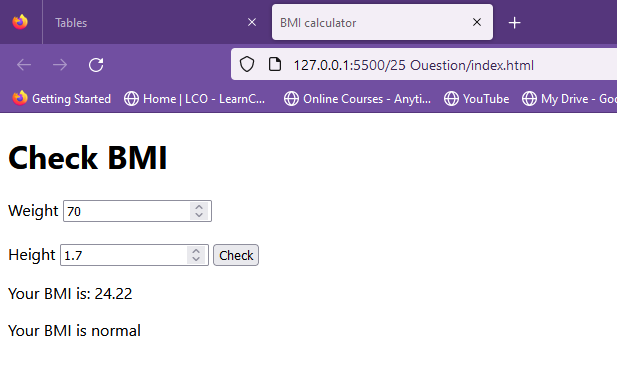 Tables
BMI calculator
127.0.0.1:5500/25 Ouestion/index.html
Getting Started
Home | LCO - LearnC...
Online Courses - Anyti...
YouTube
My Drive - Goo
Check BMI
Weight 70
Height 1.7 Check
Your BMI is: 24.22
Your BMI is normal